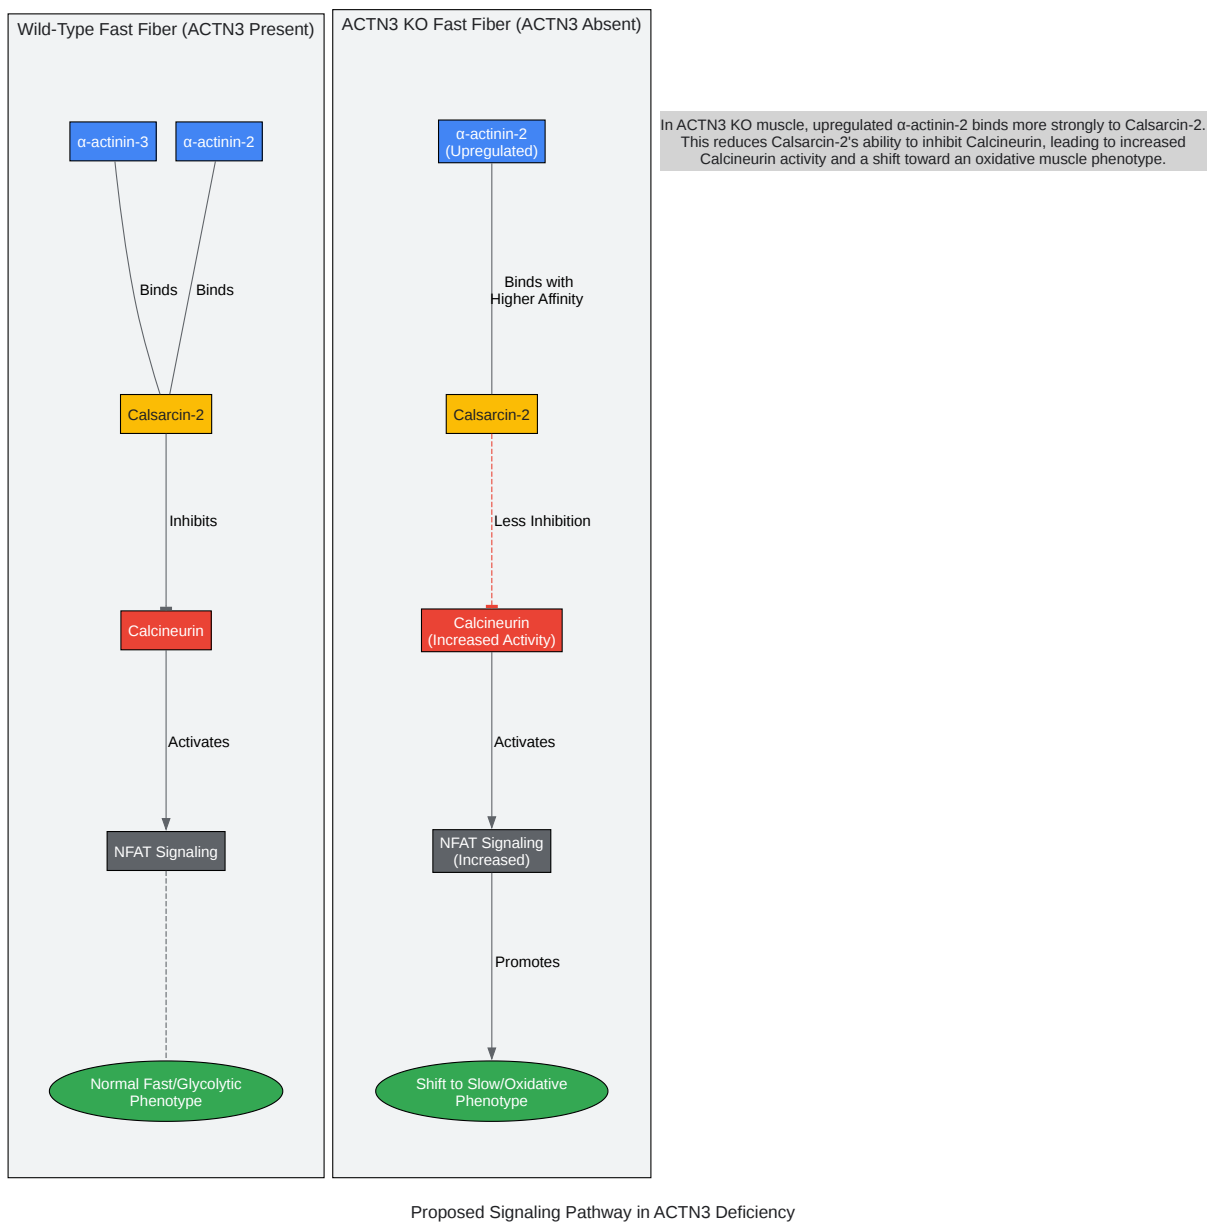 Wild-Type Fast Fiber (ACTN3 Present)
α-actinin-3
α-actinin-2
Binds
Binds
Calsarcin-2
Inhibits
Calcineurin
Activates
NFAT Signaling
Normal Fast/Glycolytic
Phenotype
ACTN3 KO Fast Fiber (ACTN3 Absent)
α-actinin-2
(Upregulated)
Binds with
Higher Affinity
Calsarcin-2
Less Inhibition
Calcineurin
(Increased Activity)
Activates
NFAT Signaling
(Increased)
Promotes
Shift to Slow/Oxidative
Phenotype
In ACTN3 KO muscle, upregulated α-actinin-2 binds more strongly to Calsarcin-2.
This reduces Calsarcin-2's ability to inhibit Calcineurin, leading to increased
Calcineurin activity and a shift toward an oxidative muscle phenotype.
Proposed Signaling Pathway in ACTN3 Deficiency